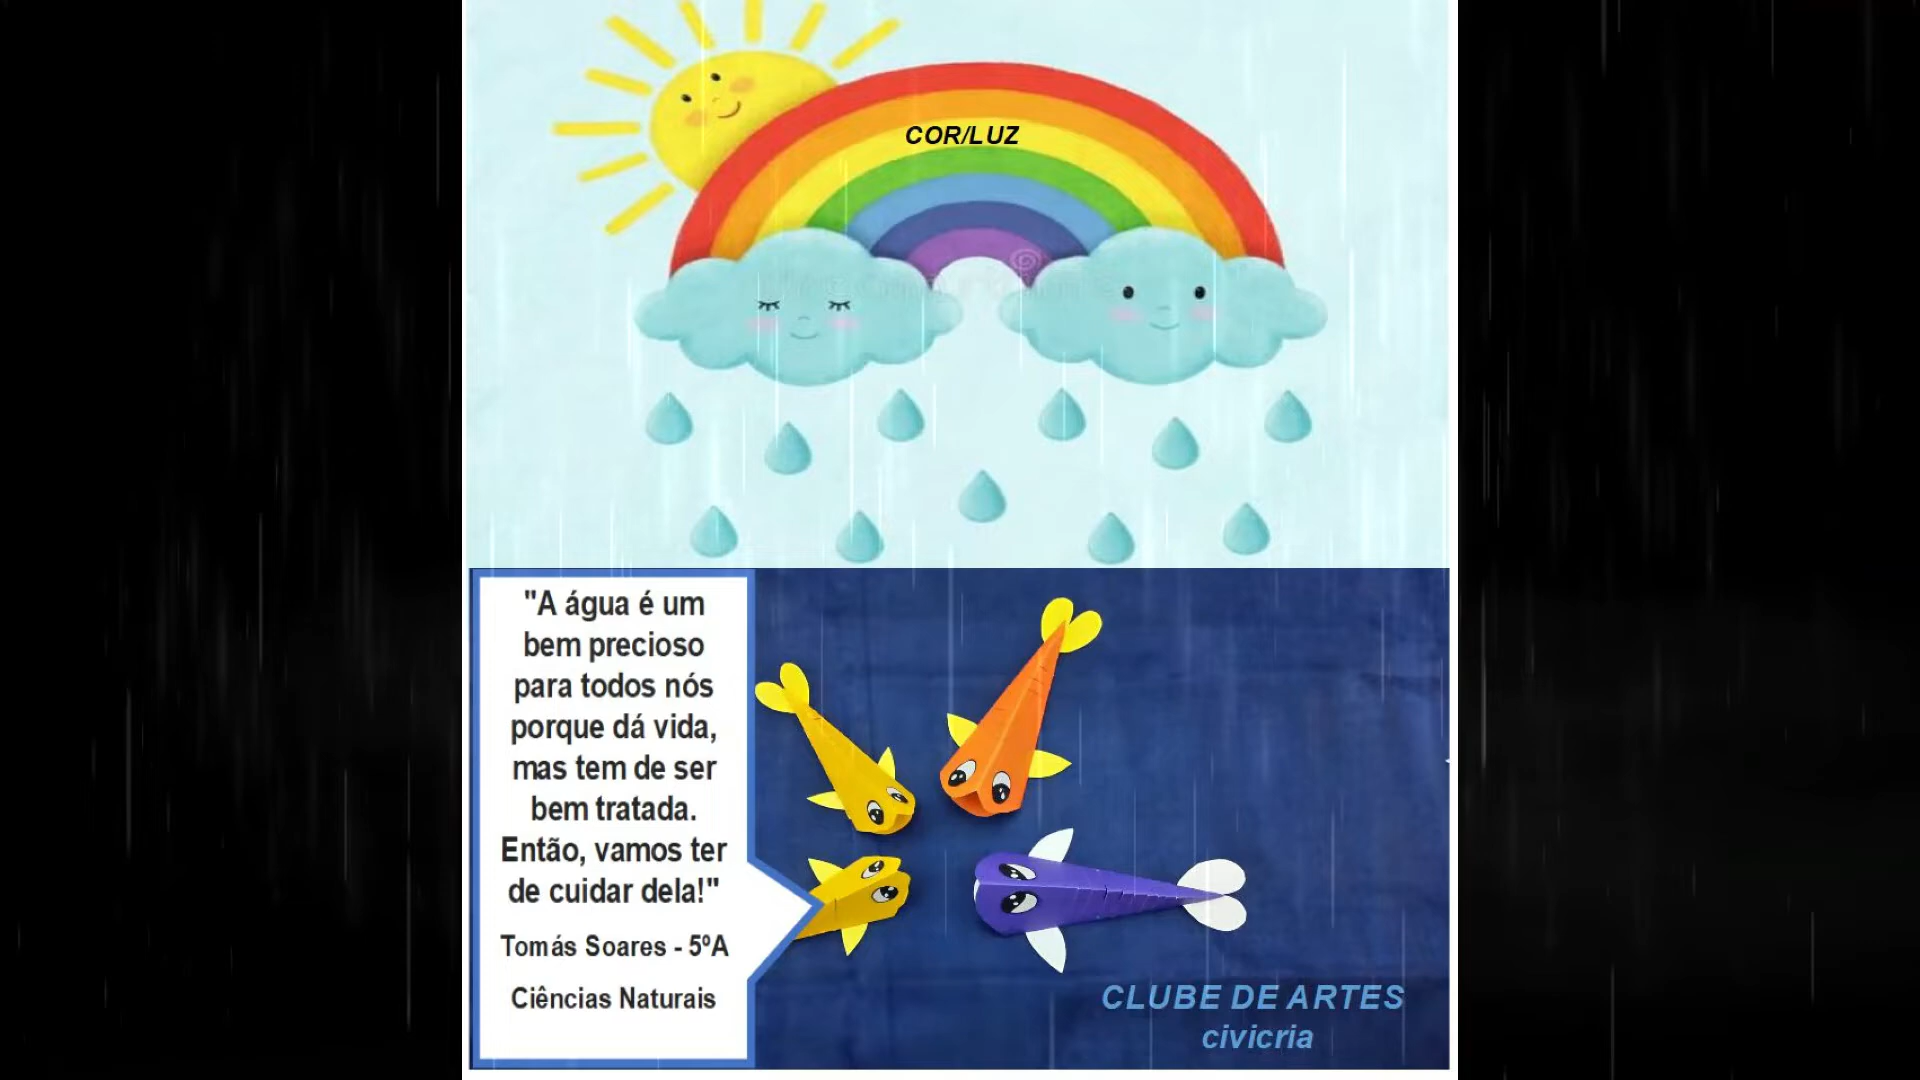 COR/LUZ
"A água é um
bem precioso
para todos nós
porque dá vida,
mas tem de ser
bem tratada.
Então, vamos ter
de cuidar dela!"
Tomás Soares - 5ºA
Ciências Naturais
CLUBE DE ARTES
civicria